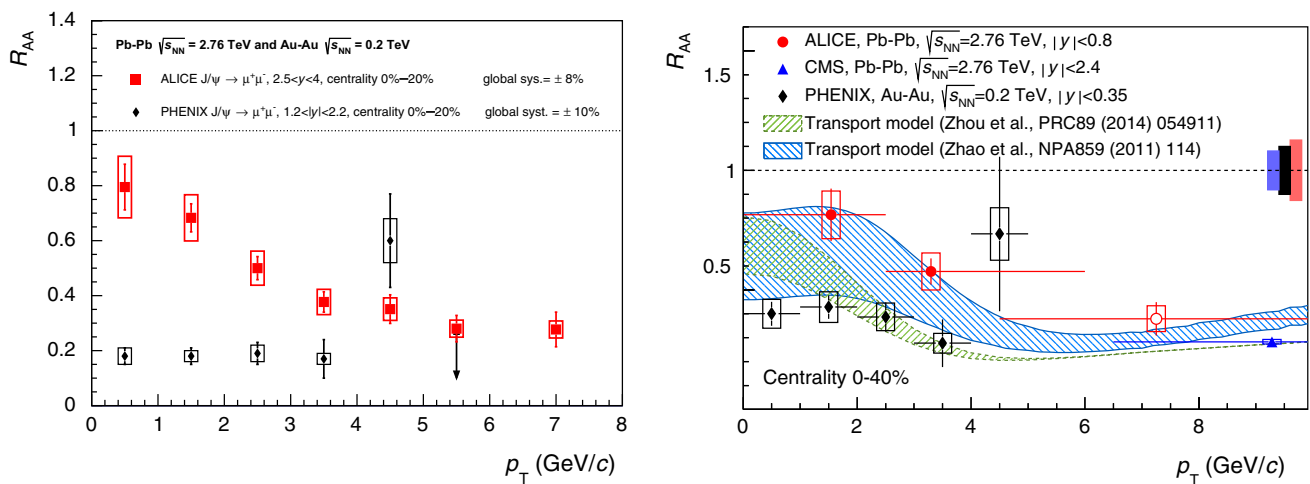 R_AA
1.4
1.2
1
0.8
0.6
0.4
0.2
0
Pb-Pb √s_NN = 2.76 TeV and Au-Au √s_NN = 0.2 TeV
ALICE J/ψ → μ⁺μ⁻, 2.5<y<4, centrality 0%–20% global sys.= ± 8%
PHENIX J/ψ → μ⁺μ⁻, 1.2<|y|<2.2, centrality 0%–20% global syst. = ± 10%
0 1 2 3 4 5 6 7 8
p_T (GeV/c)
R_AA
1.5
1
0.5
ALICE, Pb-Pb, √s_NN=2.76 TeV, |y|<0.8
CMS, Pb-Pb, √s_NN=2.76 TeV, |y|<2.4
PHENIX, Au-Au, √s_NN=0.2 TeV, |y|<0.35
Transport model (Zhou et al., PRC89 (2014) 054911)
Transport model (Zhao et al., NPA859 (2011) 114)
Centrality 0-40%
0 2 4 6 8
p_T (GeV/c)